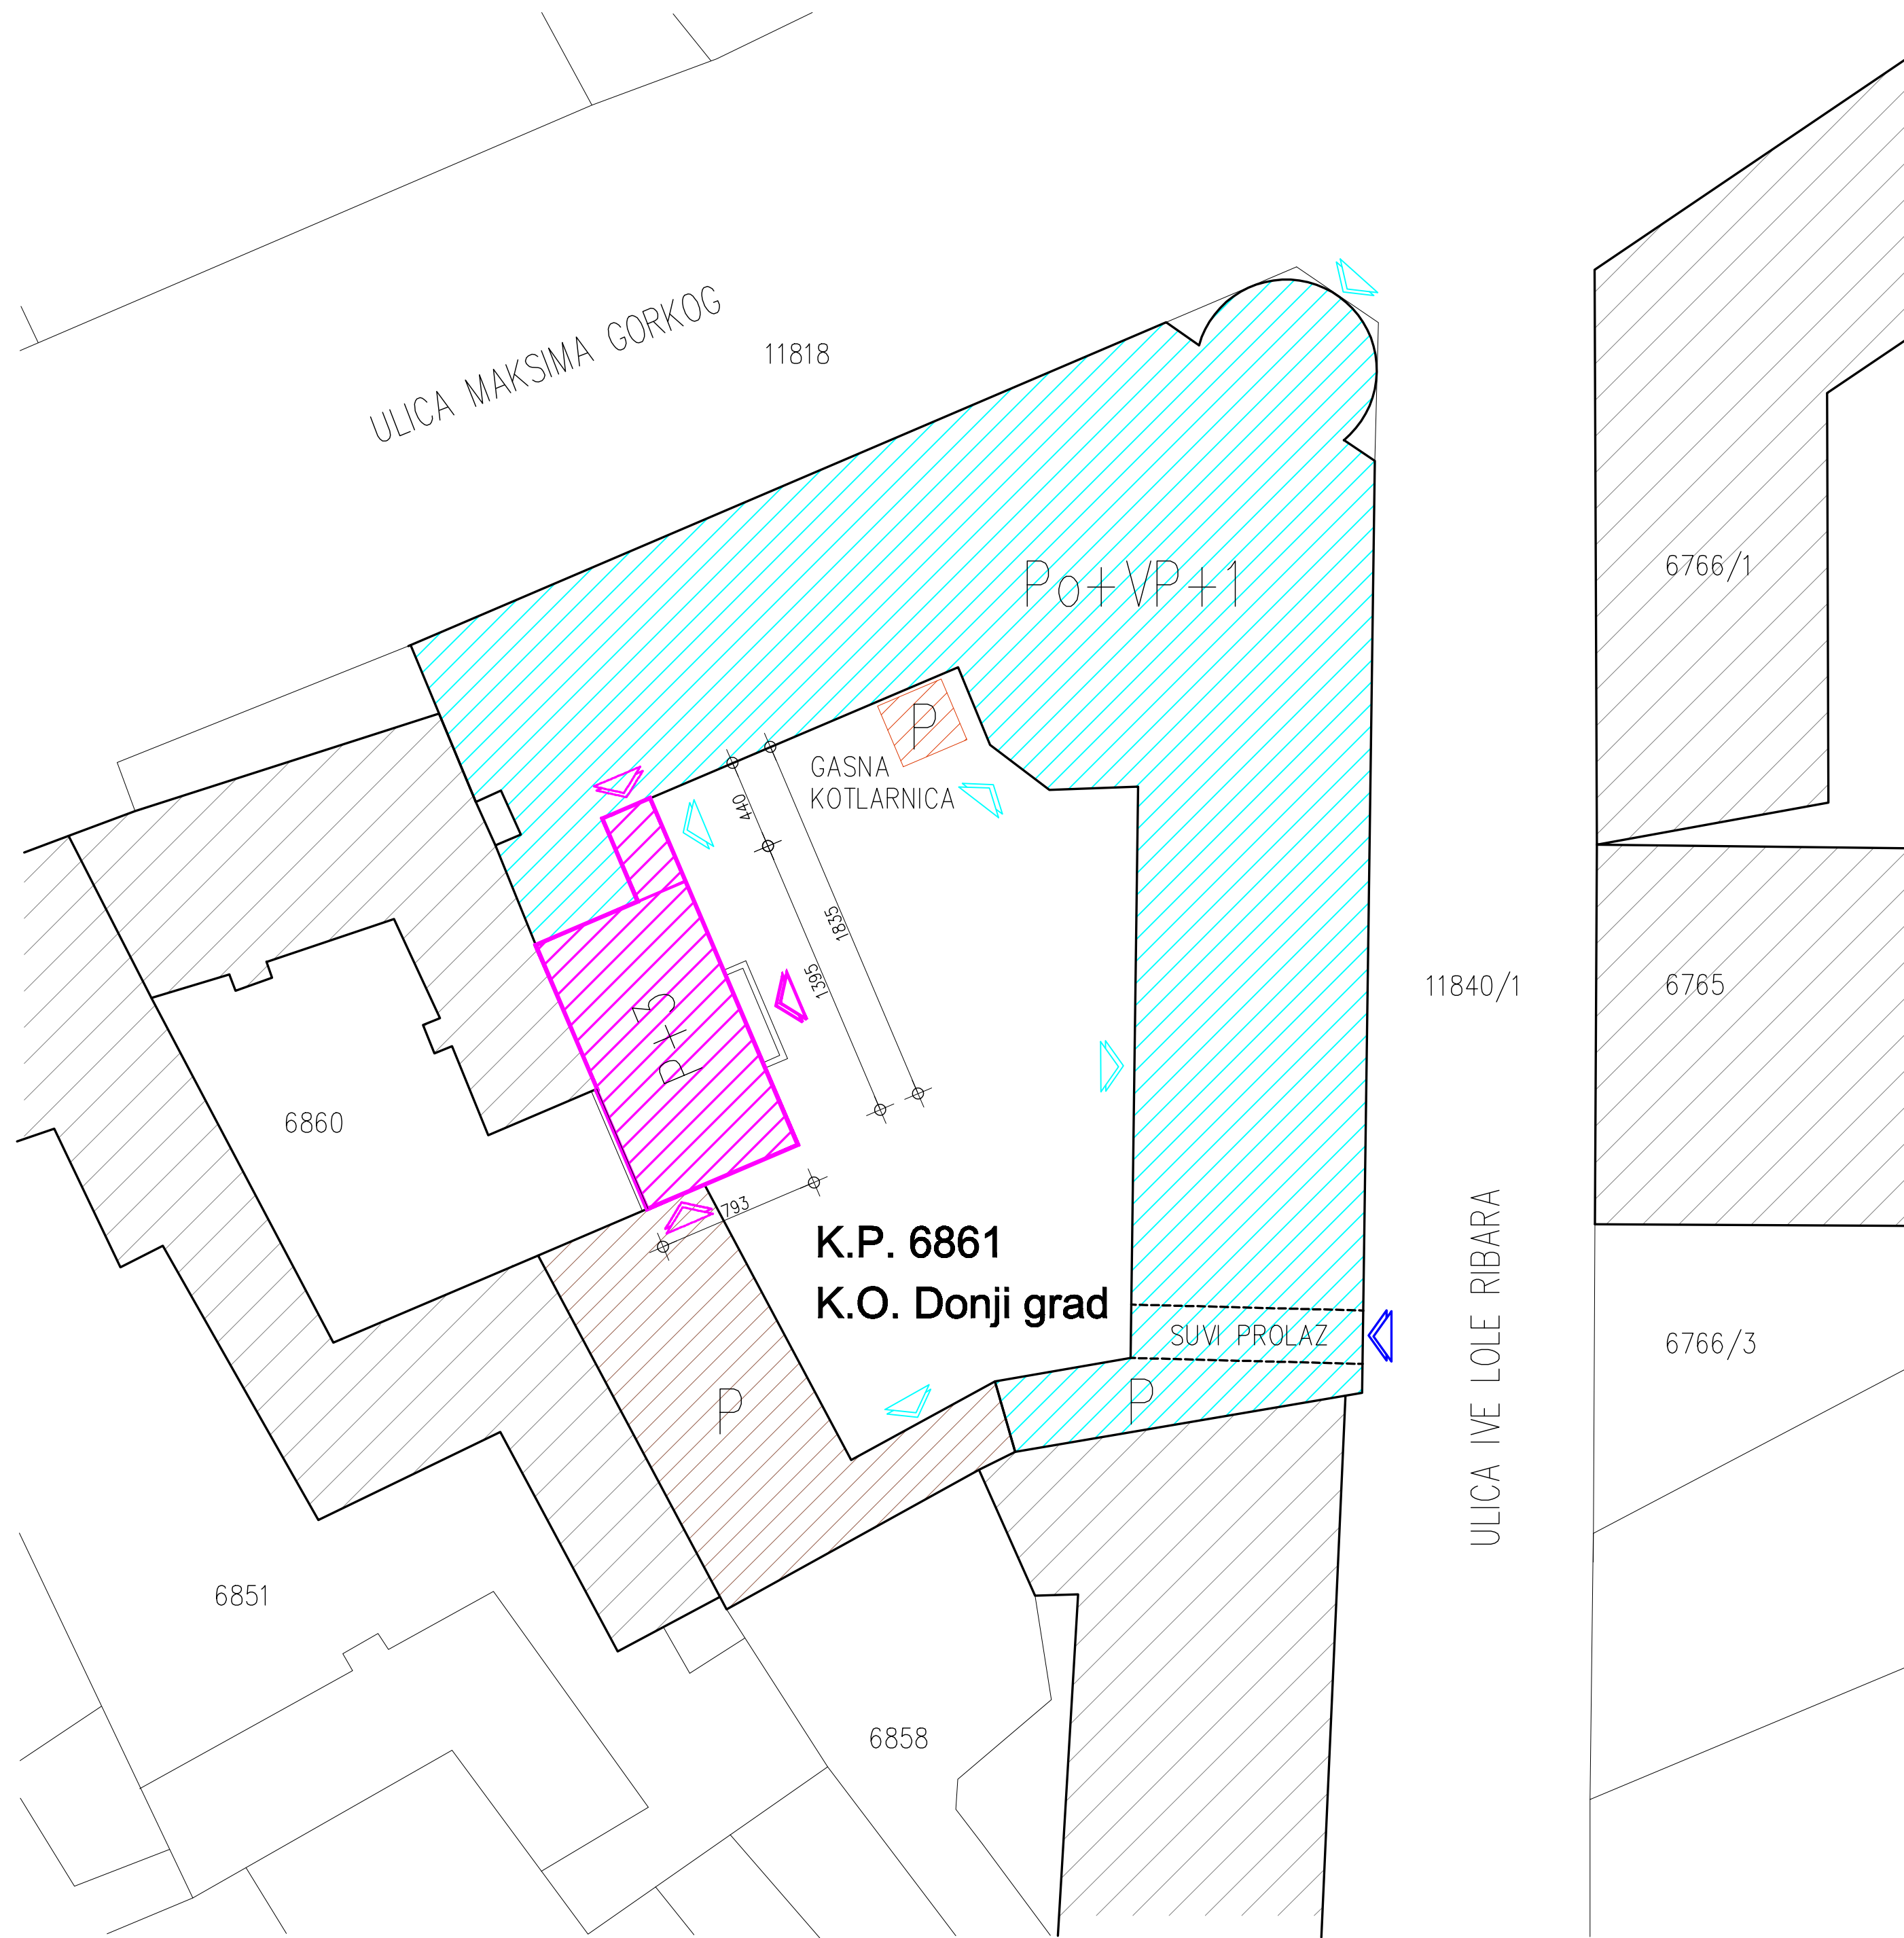 ULICA MAKSIMA GORKOG
11818
Po+VP+1
6766/1
P
GASNA
KOTLARNICA
440
1835
1395
P+3
11840/1
6765
6860
793
K.P. 6861
K.O. Donji grad
SUVI PROLAZ
ULICA IVE LOLE RIBARA
6766/3
P
P
6851
6858